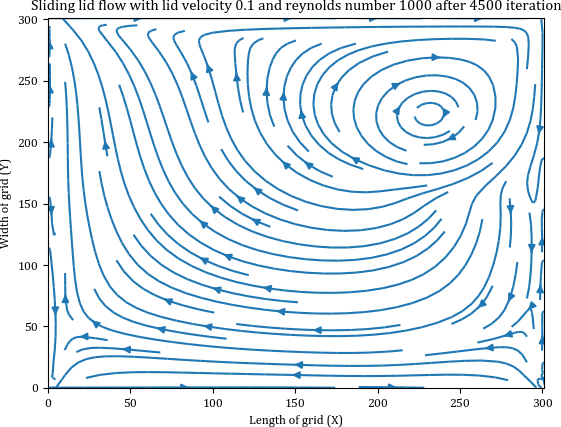 Sliding lid flow with lid velocity 0.1 and reynolds number 1000 after 4500 iteration
300
250
200
150
100
50
0
Width of grid (Y)
0 50 100 150 200 250 300
Length of grid (X)